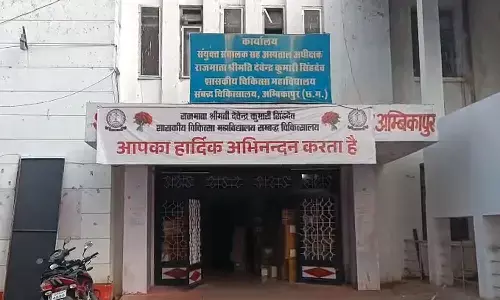 कार्यालय
संयुक्त संचालक सह अस्पताल अधीक्षक
राजमाता श्रीमति देवेन्द्र कुमारी सिंहदेव
शासकीय चिकित्सा महाविद्यालय
संबद्ध चिकित्सालय, अम्बिकापुर (छ.ग.)
राजमाता श्रीमती देवेन्द्र कुमारी सिंहदेव
शासकीय चिकित्सा महाविद्यालय सम्बद्ध चिकित्सालय
आपका हार्दिक अभिनन्दन करता है
अम्बिकापुर